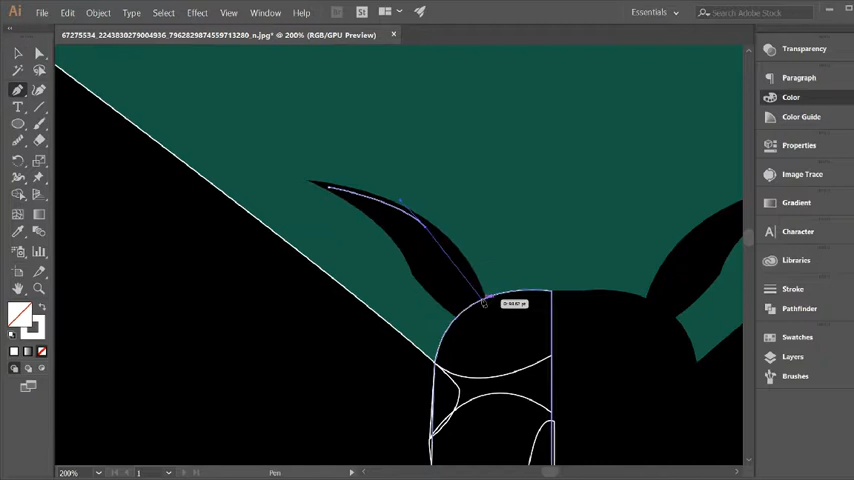 Ai File Edit Object Type Select Effect View Window Help Br St Essentials Search Adobe Stock
67275534_2243830279004936_7962829874559713280_n.jpg* @ 200% (RGB/GPU Preview) ×
Transparency
Paragraph
Color
Color Guide
Properties
Image Trace
Gradient
Character
Libraries
Stroke
Pathfinder
Swatches
Layers
Brushes
200% 1 Pen